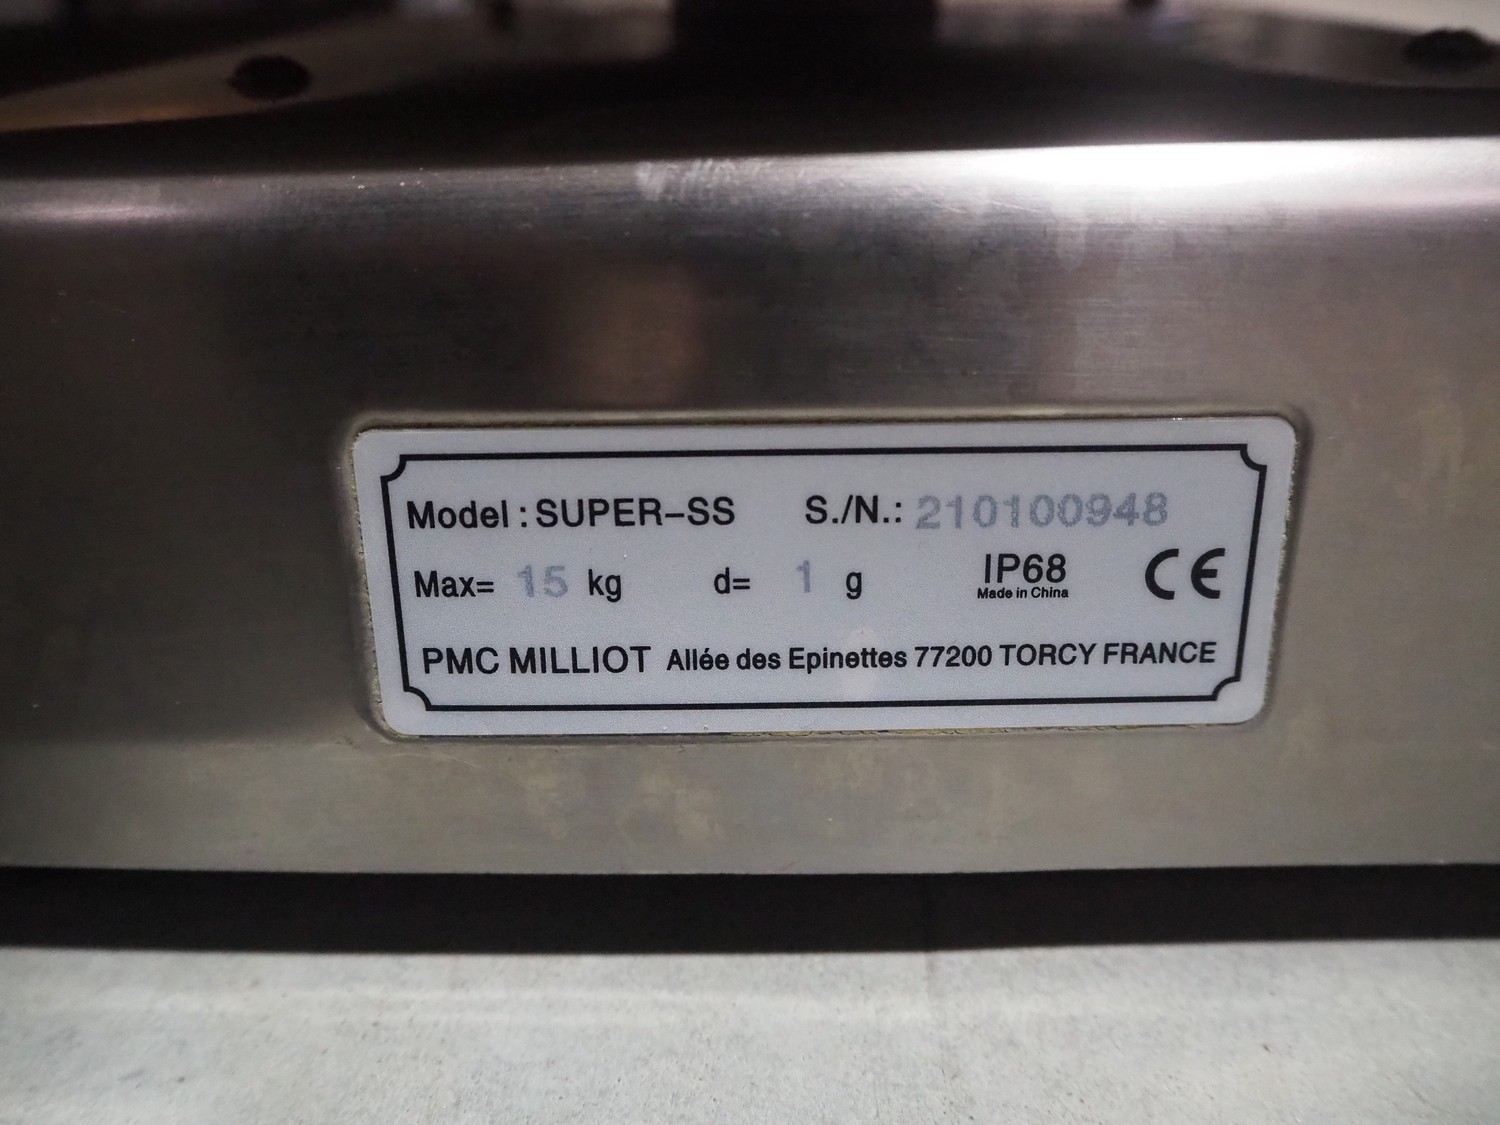 Model : SUPER-SS S./N.: 210100948
Max= 15 kg d= 1 g IP68 CE
Made in China
PMC MILLIOT Allée des Epinettes 77200 TORCY FRANCE